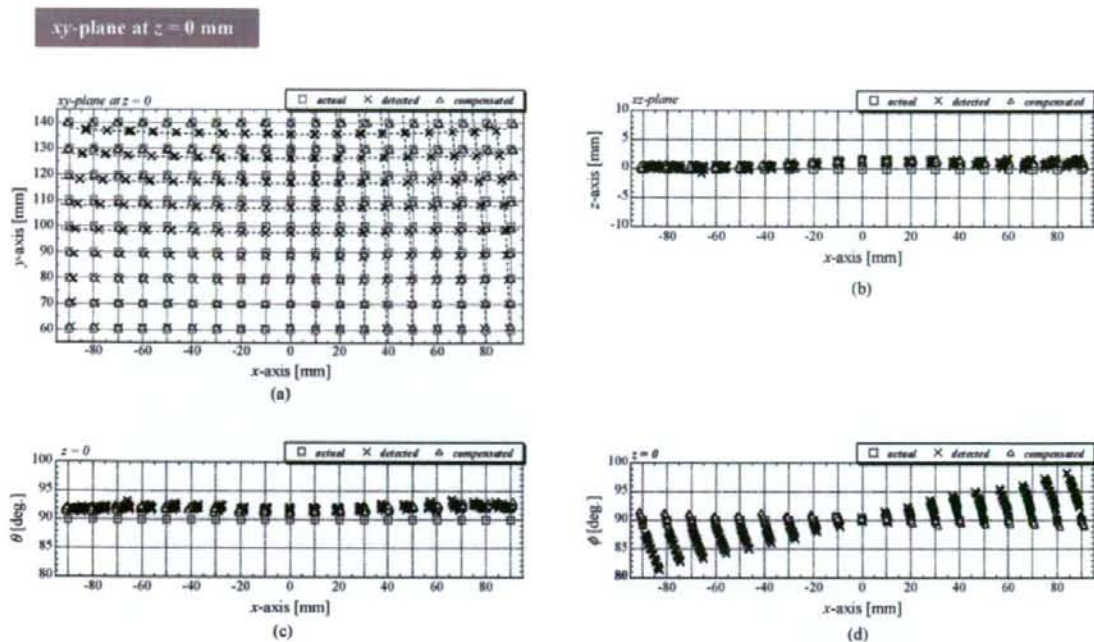 xy-plane at z = 0 mm
xy-plane at z = 0
actual detected compensated
140
130
120
110
100
90
80
70
60
y-axis [mm]
-80 -60 -40 -20 0 20 40 60 80
x-axis [mm]
(a)
xz-plane
actual detected compensated
10
5
0
-5
-10
z-axis [mm]
-80 -60 -40 -20 0 20 40 60 80
x-axis [mm]
(b)
z = 0
actual detected compensated
100
95
90
85
80
θ [deg.]
-80 -60 -40 -20 0 20 40 60 80
x-axis [mm]
(c)
z = 0
actual detected compensated
100
95
90
85
80
ϕ [deg.]
-80 -60 -40 -20 0 20 40 60 80
x-axis [mm]
(d)